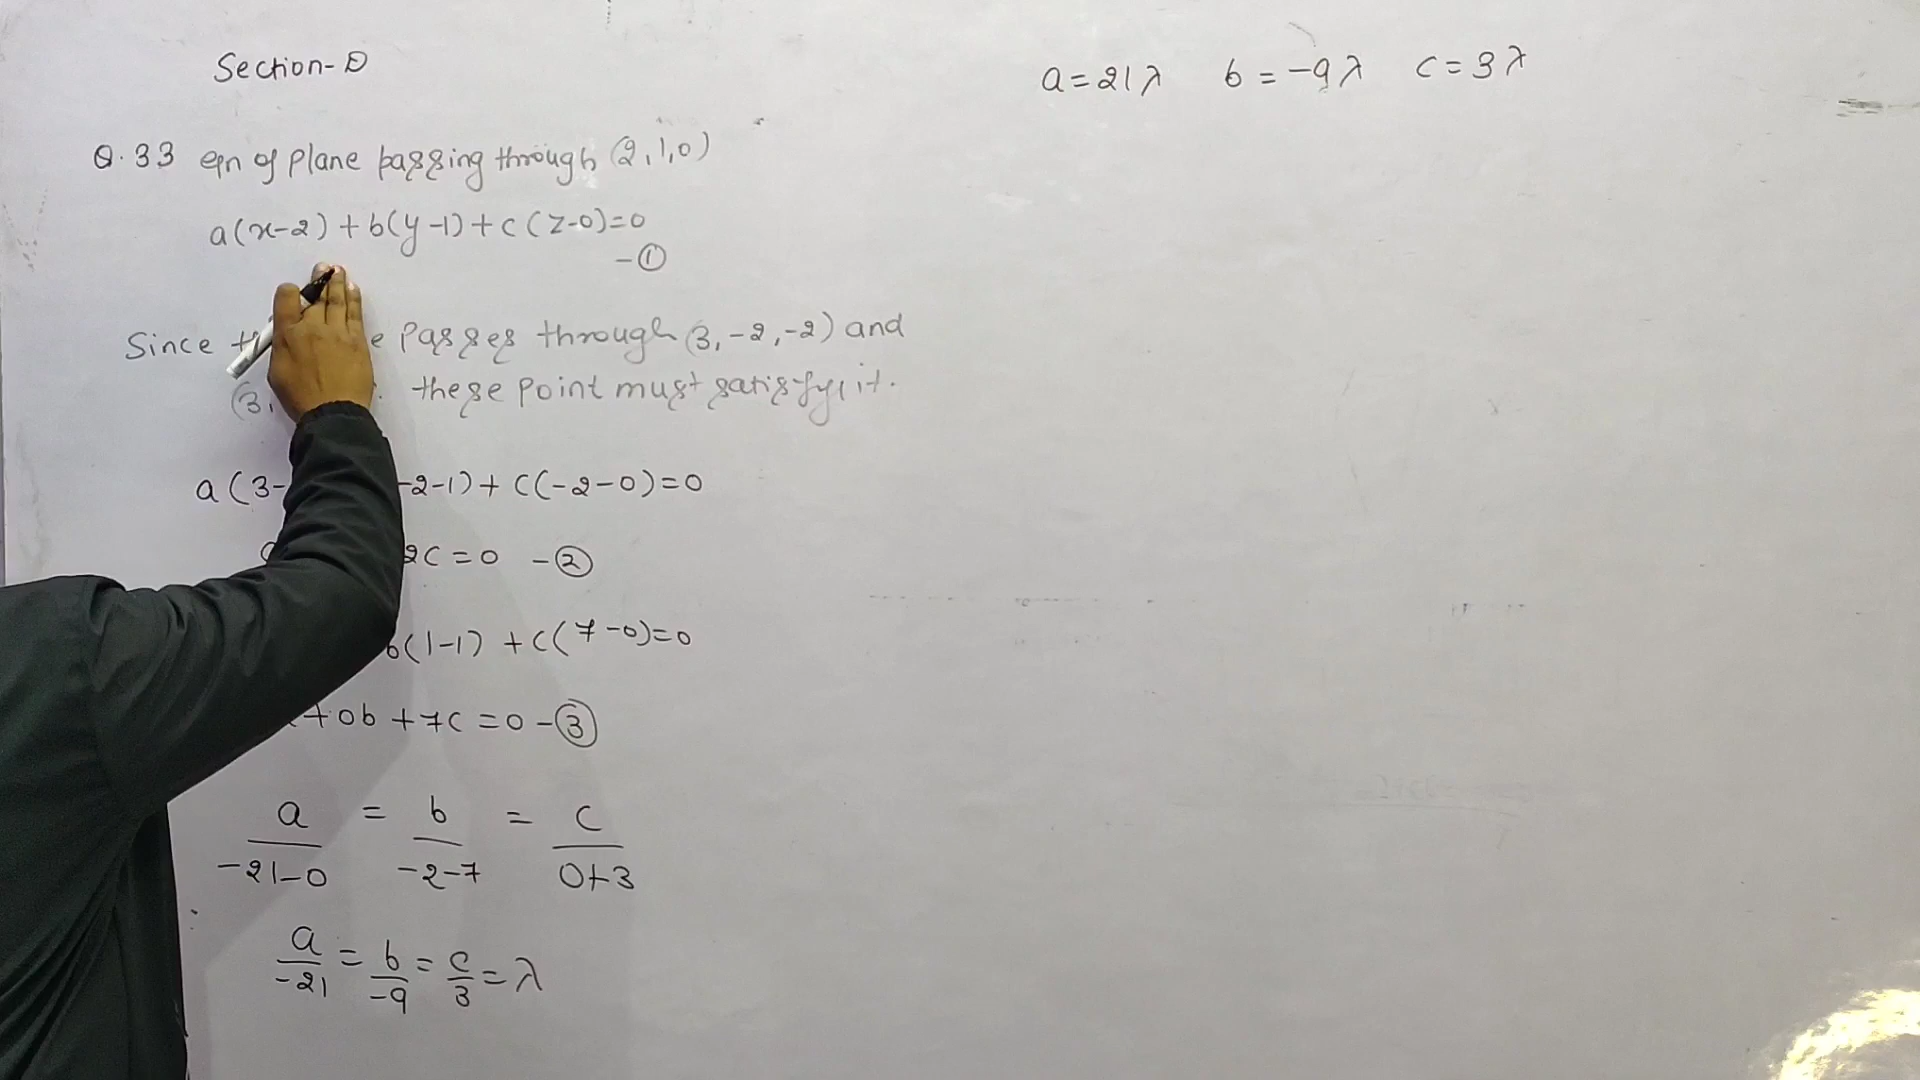 Section-D
Q.33 eqn of plane passing through (2,1,0)
a(x-2)+b(y-1)+c(z-0)=0
-①
Since passes through (3,-2,-2) and
(3, these point must satisfy it.
a(3- -2-1)+c(-2-0)=0
2c=0 -②
b(1-1)+c(7-0)=0
+0b+7c=0-③
a = b = c
-21-0 -2-7 0+3
a/-21 = b/-9 = c/3 = λ
a=21λ b=-9λ c=3λ